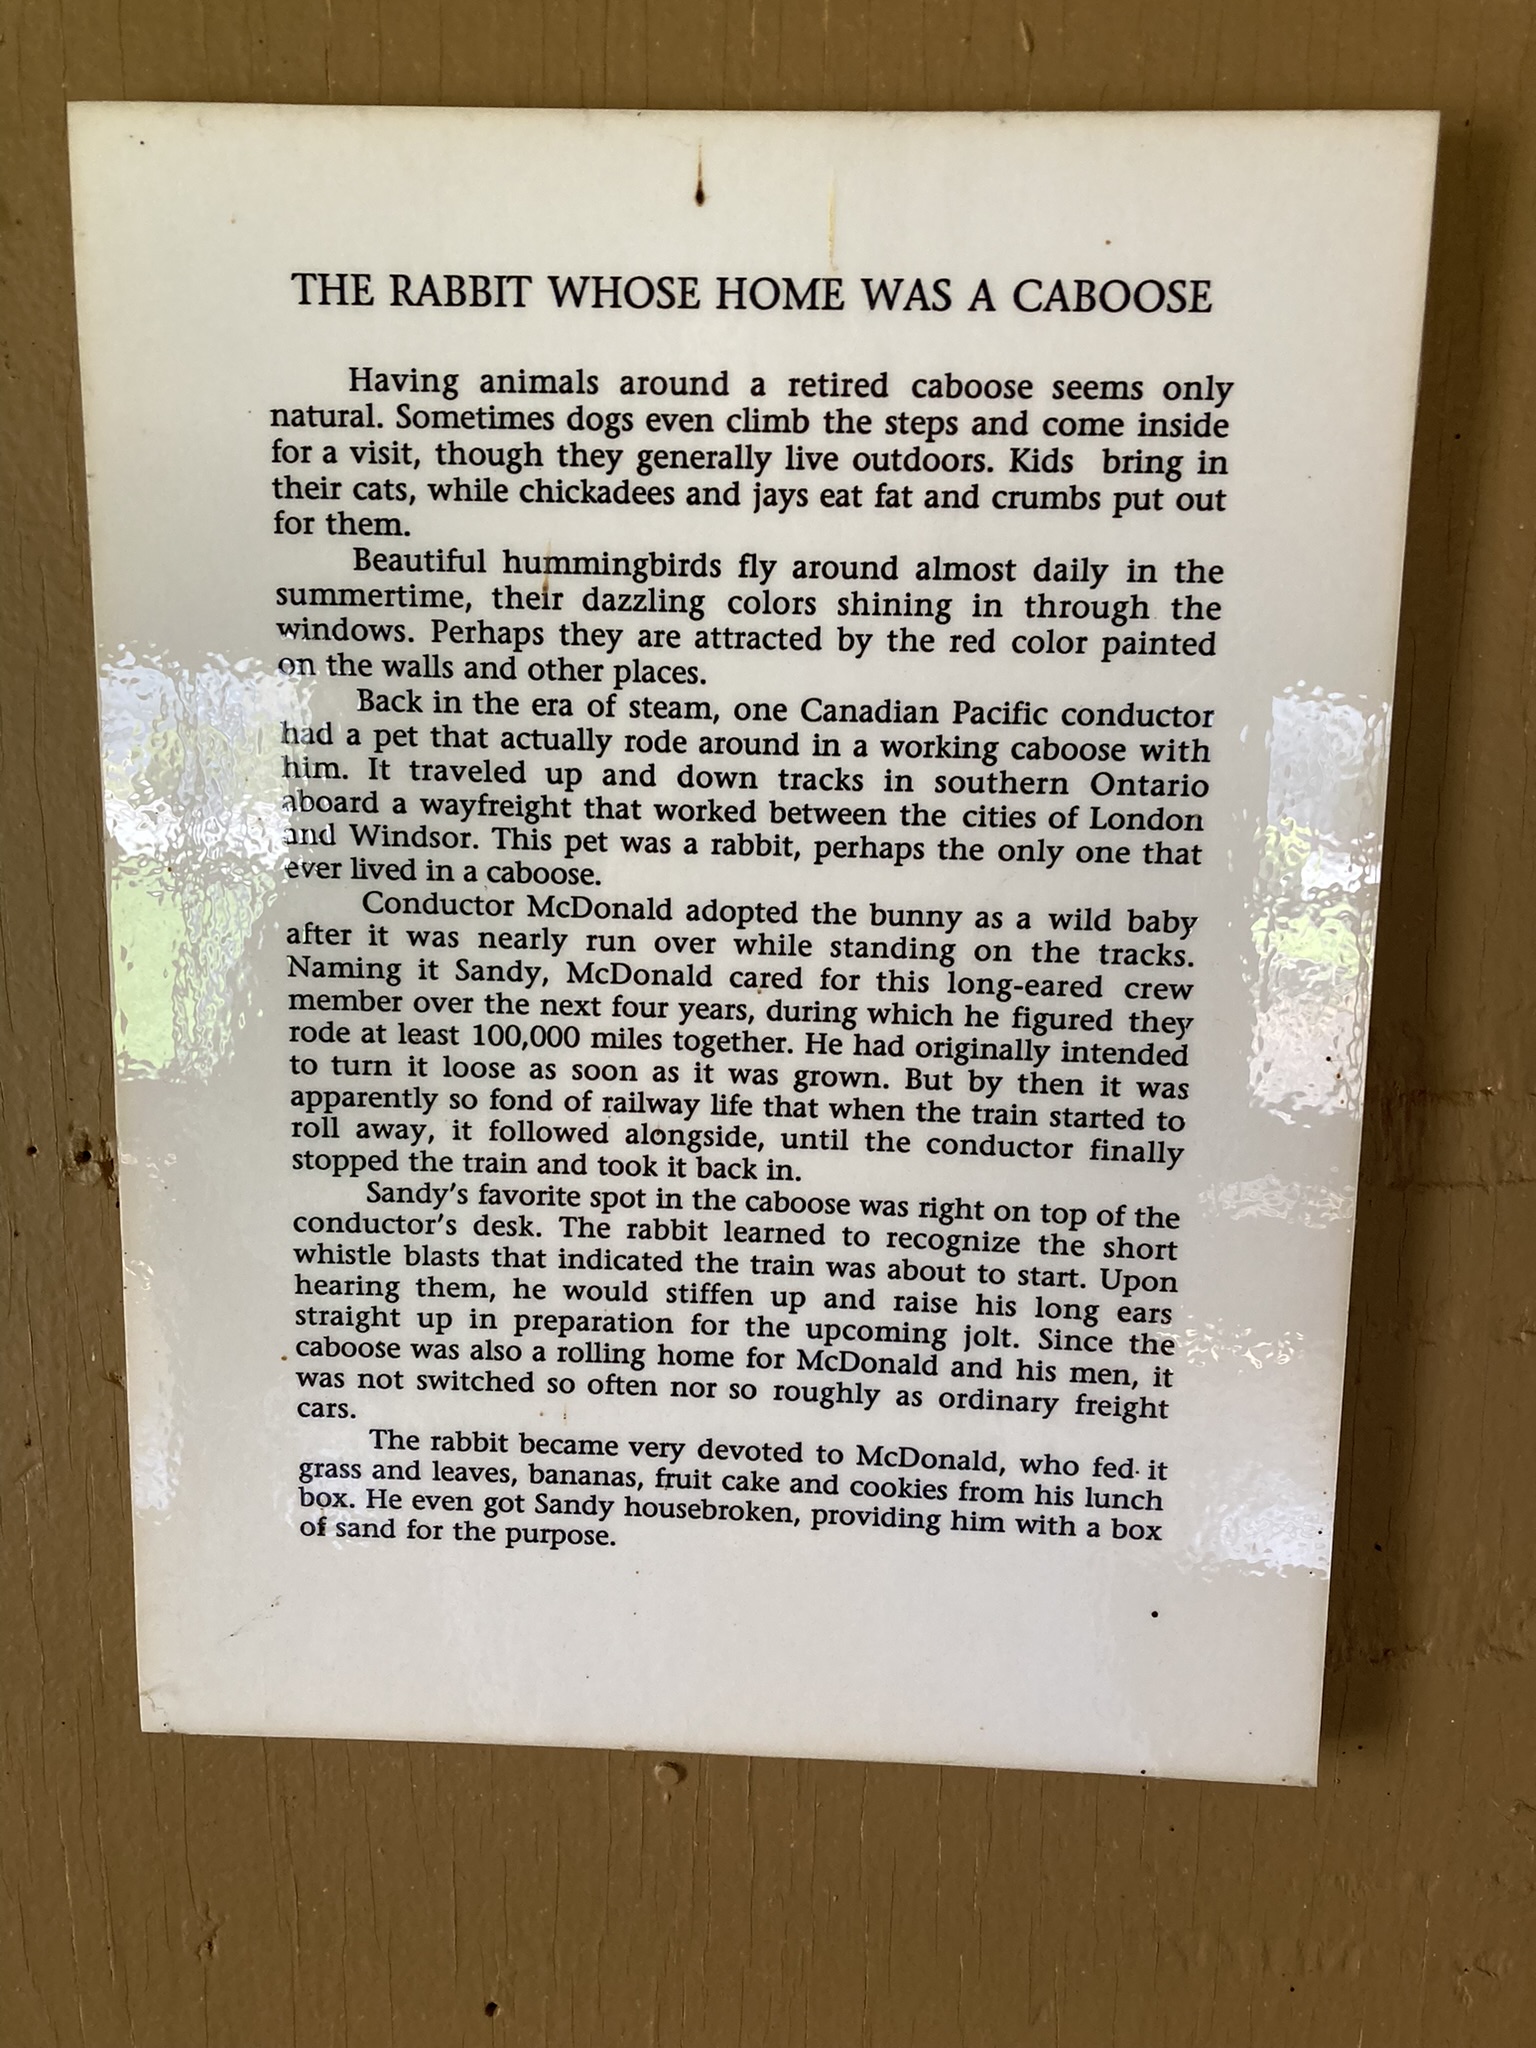 THE RABBIT WHOSE HOME WAS A CABOOSE
Having animals around a retired caboose seems only
natural. Sometimes dogs even climb the steps and come inside
for a visit, though they generally live outdoors. Kids bring in
their cats, while chickadees and jays eat fat and crumbs put out
for them.
Beautiful hummingbirds fly around almost daily in the
summertime, their dazzling colors shining in through the
windows. Perhaps they are attracted by the red color painted
on the walls and other places.
Back in the era of steam, one Canadian Pacific conductor
had a pet that actually rode around in a working caboose with
him. It traveled up and down tracks in southern Ontario
aboard a wayfreight that worked between the cities of London
and Windsor. This pet was a rabbit, perhaps the only one that
ever lived in a caboose.
Conductor McDonald adopted the bunny as a wild baby
after it was nearly run over while standing on the tracks.
Naming it Sandy, McDonald cared for this long-eared crew
member over the next four years, during which he figured they
rode at least 100,000 miles together. He had originally intended
to turn it loose as soon as it was grown. But by then it was
apparently so fond of railway life that when the train started to
roll away, it followed alongside, until the conductor finally
stopped the train and took it back in.
Sandy's favorite spot in the caboose was right on top of the
conductor's desk. The rabbit learned to recognize the short
whistle blasts that indicated the train was about to start. Upon
hearing them, he would stiffen up and raise his long ears
straight up in preparation for the upcoming jolt. Since the
caboose was also a rolling home for McDonald and his men, it
was not switched so often nor so roughly as ordinary freight
cars.
The rabbit became very devoted to McDonald, who fed it
grass and leaves, bananas, fruit cake and cookies from his lunch
box. He even got Sandy housebroken, providing him with a box
of sand for the purpose.